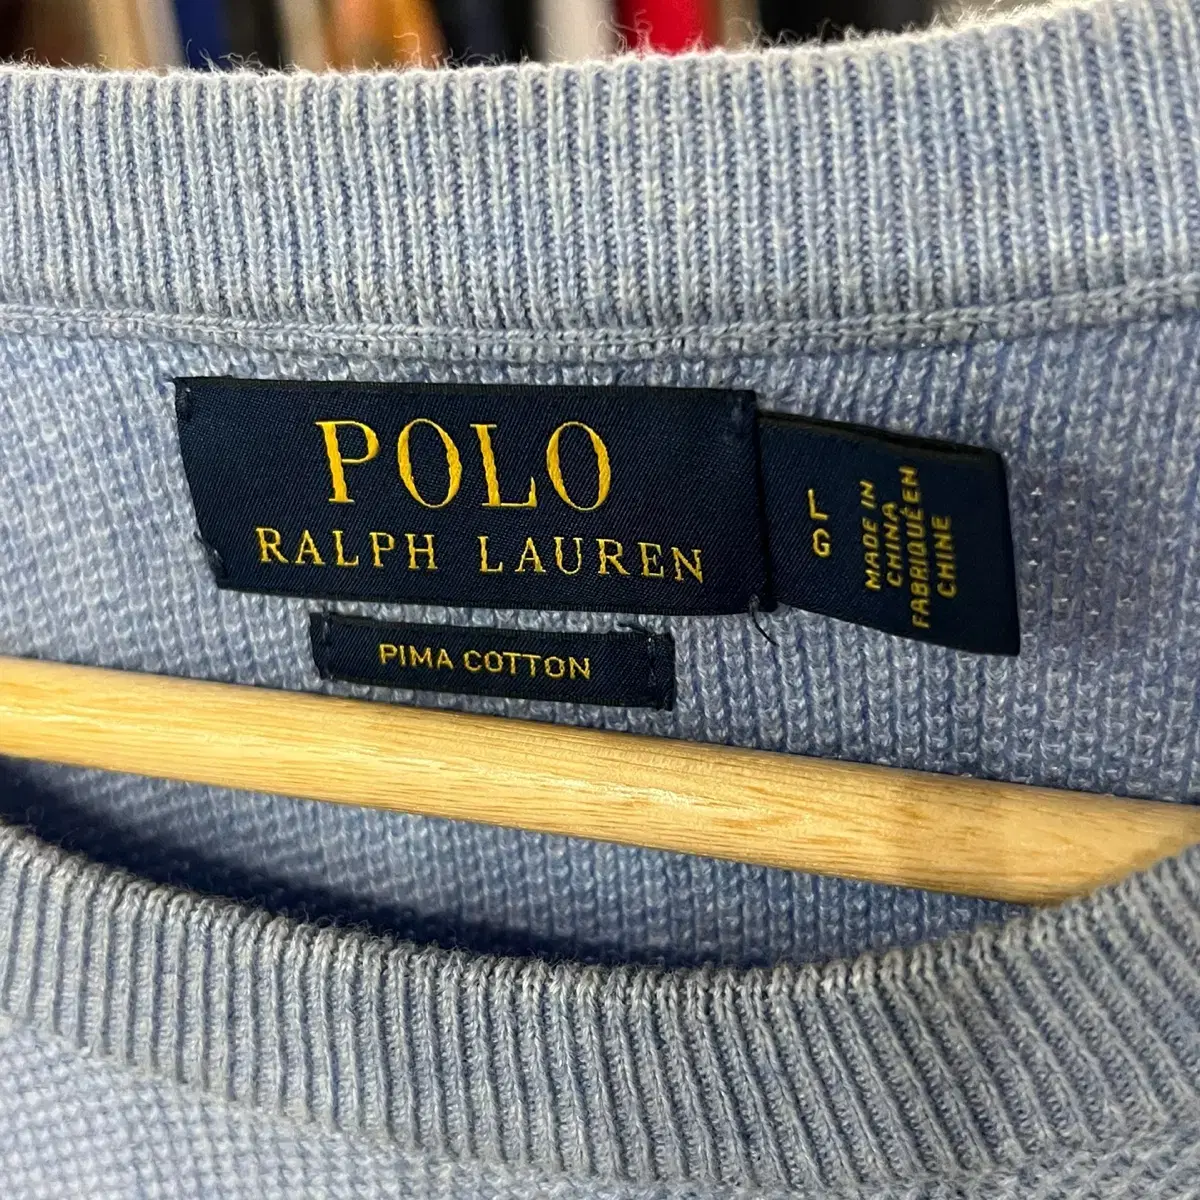 POLO
RALPH LAUREN
PIMA COTTON
L
G
MADE IN
CHINA
FABRIQUÉ EN
CHINE